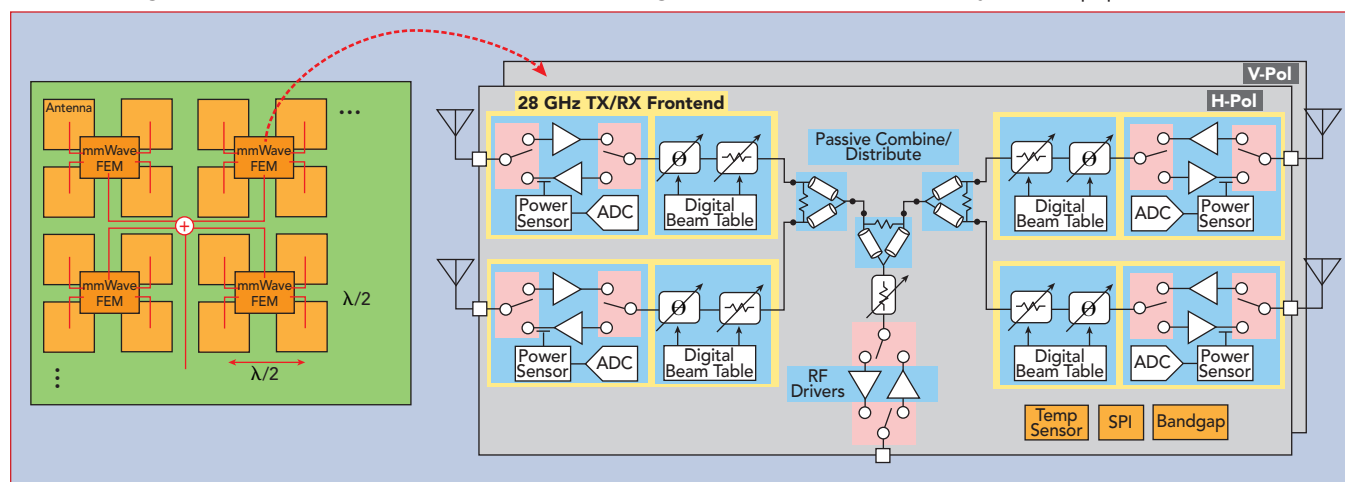 V-Pol
H-Pol
28 GHz TX/RX Frontend
Antenna
...
mmWave
FEM
mmWave
FEM
+
mmWave
FEM
mmWave
FEM
λ/2
λ/2
...
Passive Combine/
Distribute
Ø
Power
Sensor
ADC
Digital
Beam Table
Ø
Digital
Beam Table
ADC
Power
Sensor
Ø
Power
Sensor
ADC
Digital
Beam Table
Ø
Digital
Beam Table
ADC
Power
Sensor
RF
Drivers
Temp
Sensor
SPI
Bandgap